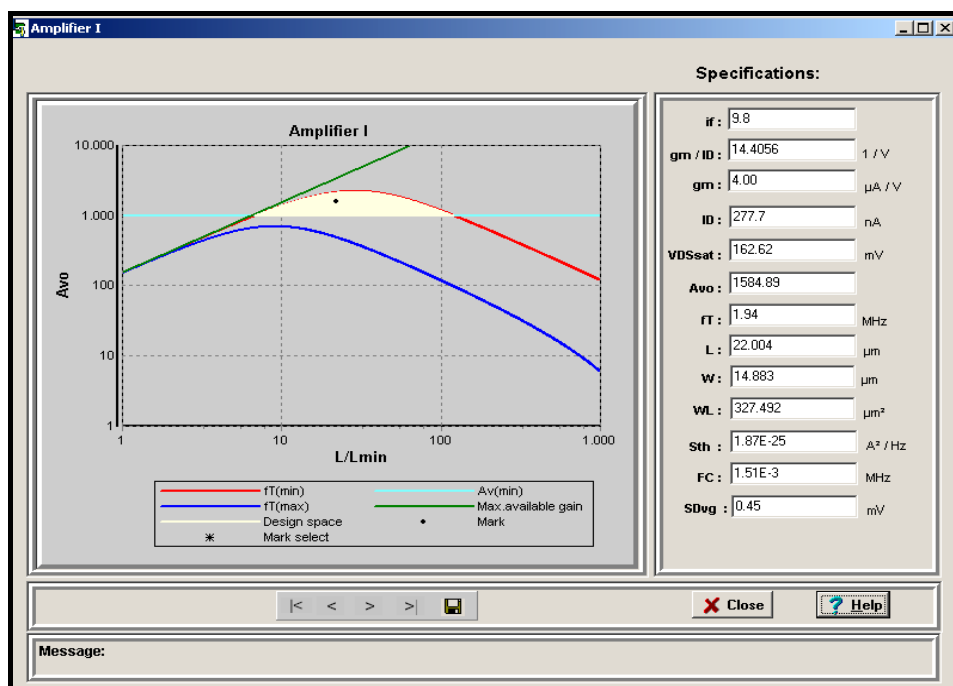 Amplifier I
Specifications:
Amplifier I
10.000
1.000
100
10
1
Avo
1
10
100
1.000
L/Lmin
fT(min)
Av(min)
fT(max)
Max.available gain
Design space
Mark
Mark select
if : 9.8
gm / ID : 14.4056 1 / V
gm : 4.00 µA / V
ID : 277.7 nA
VDSsat : 162.62 mV
Avo : 1584.89
fT : 1.94 MHz
L : 22.004 µm
W : 14.883 µm
WL : 327.492 µm²
Sth : 1.87E-25 A² / Hz
FC : 1.51E-3 MHz
SDvg : 0.45 mV
|< < > >|
Close
Help
Message: